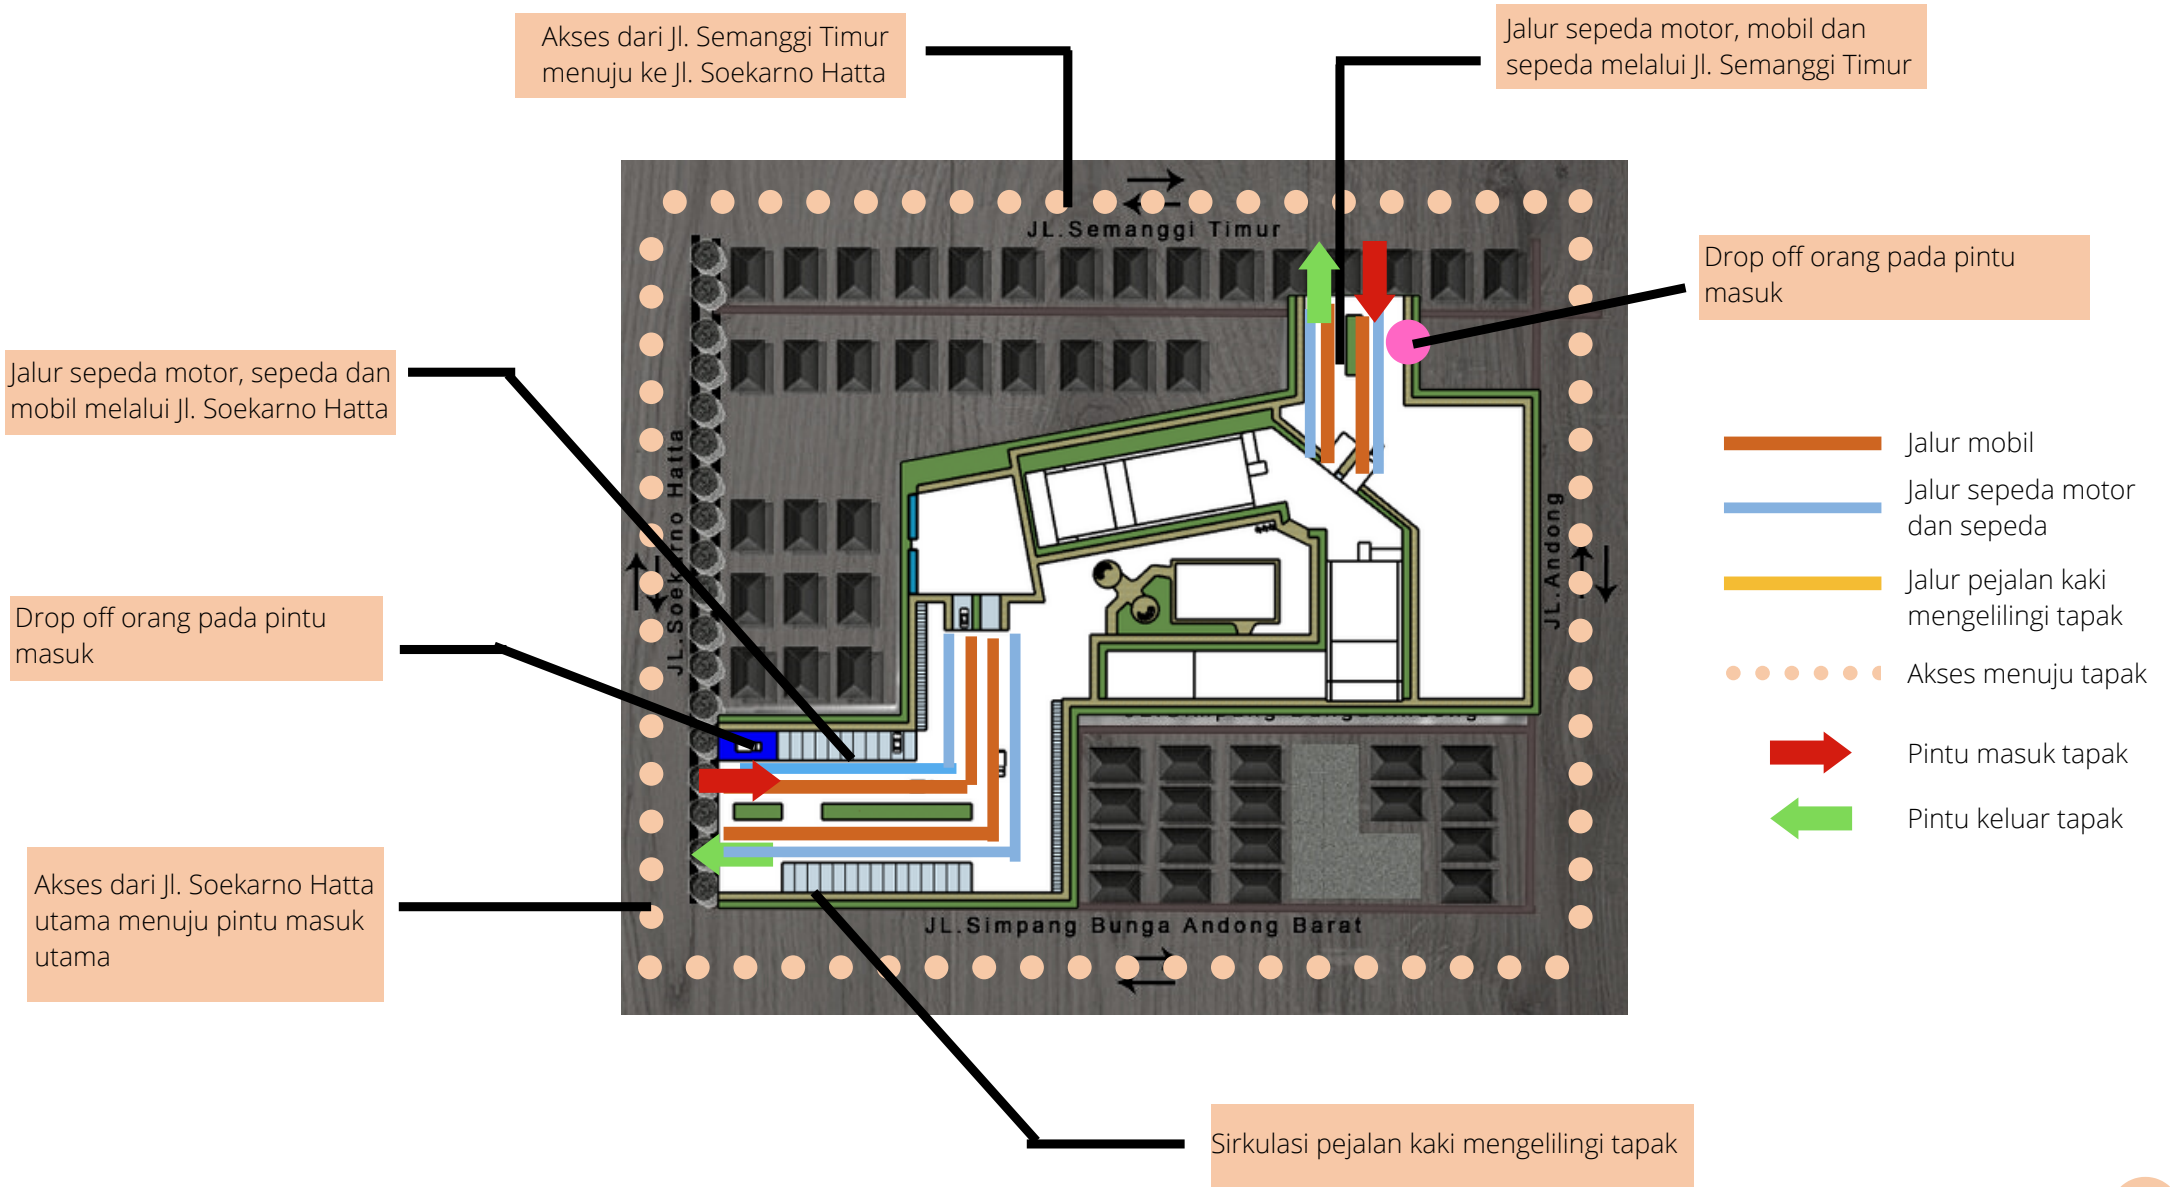 Akses dari Jl. Semanggi Timur
menuju ke Jl. Soekarno Hatta
Jalur sepeda motor, mobil dan
sepeda melalui Jl. Semanggi Timur
JL.Semanggi Timur
Drop off orang pada pintu
masuk
Jalur sepeda motor, sepeda dan
mobil melalui Jl. Soekarno Hatta
JL.Soekarno Hatta
JL.Andong
Jalur mobil
Jalur sepeda motor
dan sepeda
Jalur pejalan kaki
mengelilingi tapak
Akses menuju tapak
Pintu masuk tapak
Pintu keluar tapak
Drop off orang pada pintu
masuk
Akses dari Jl. Soekarno Hatta
utama menuju pintu masuk
utama
JL.Simpang Bunga Andong Barat
Sirkulasi pejalan kaki mengelilingi tapak